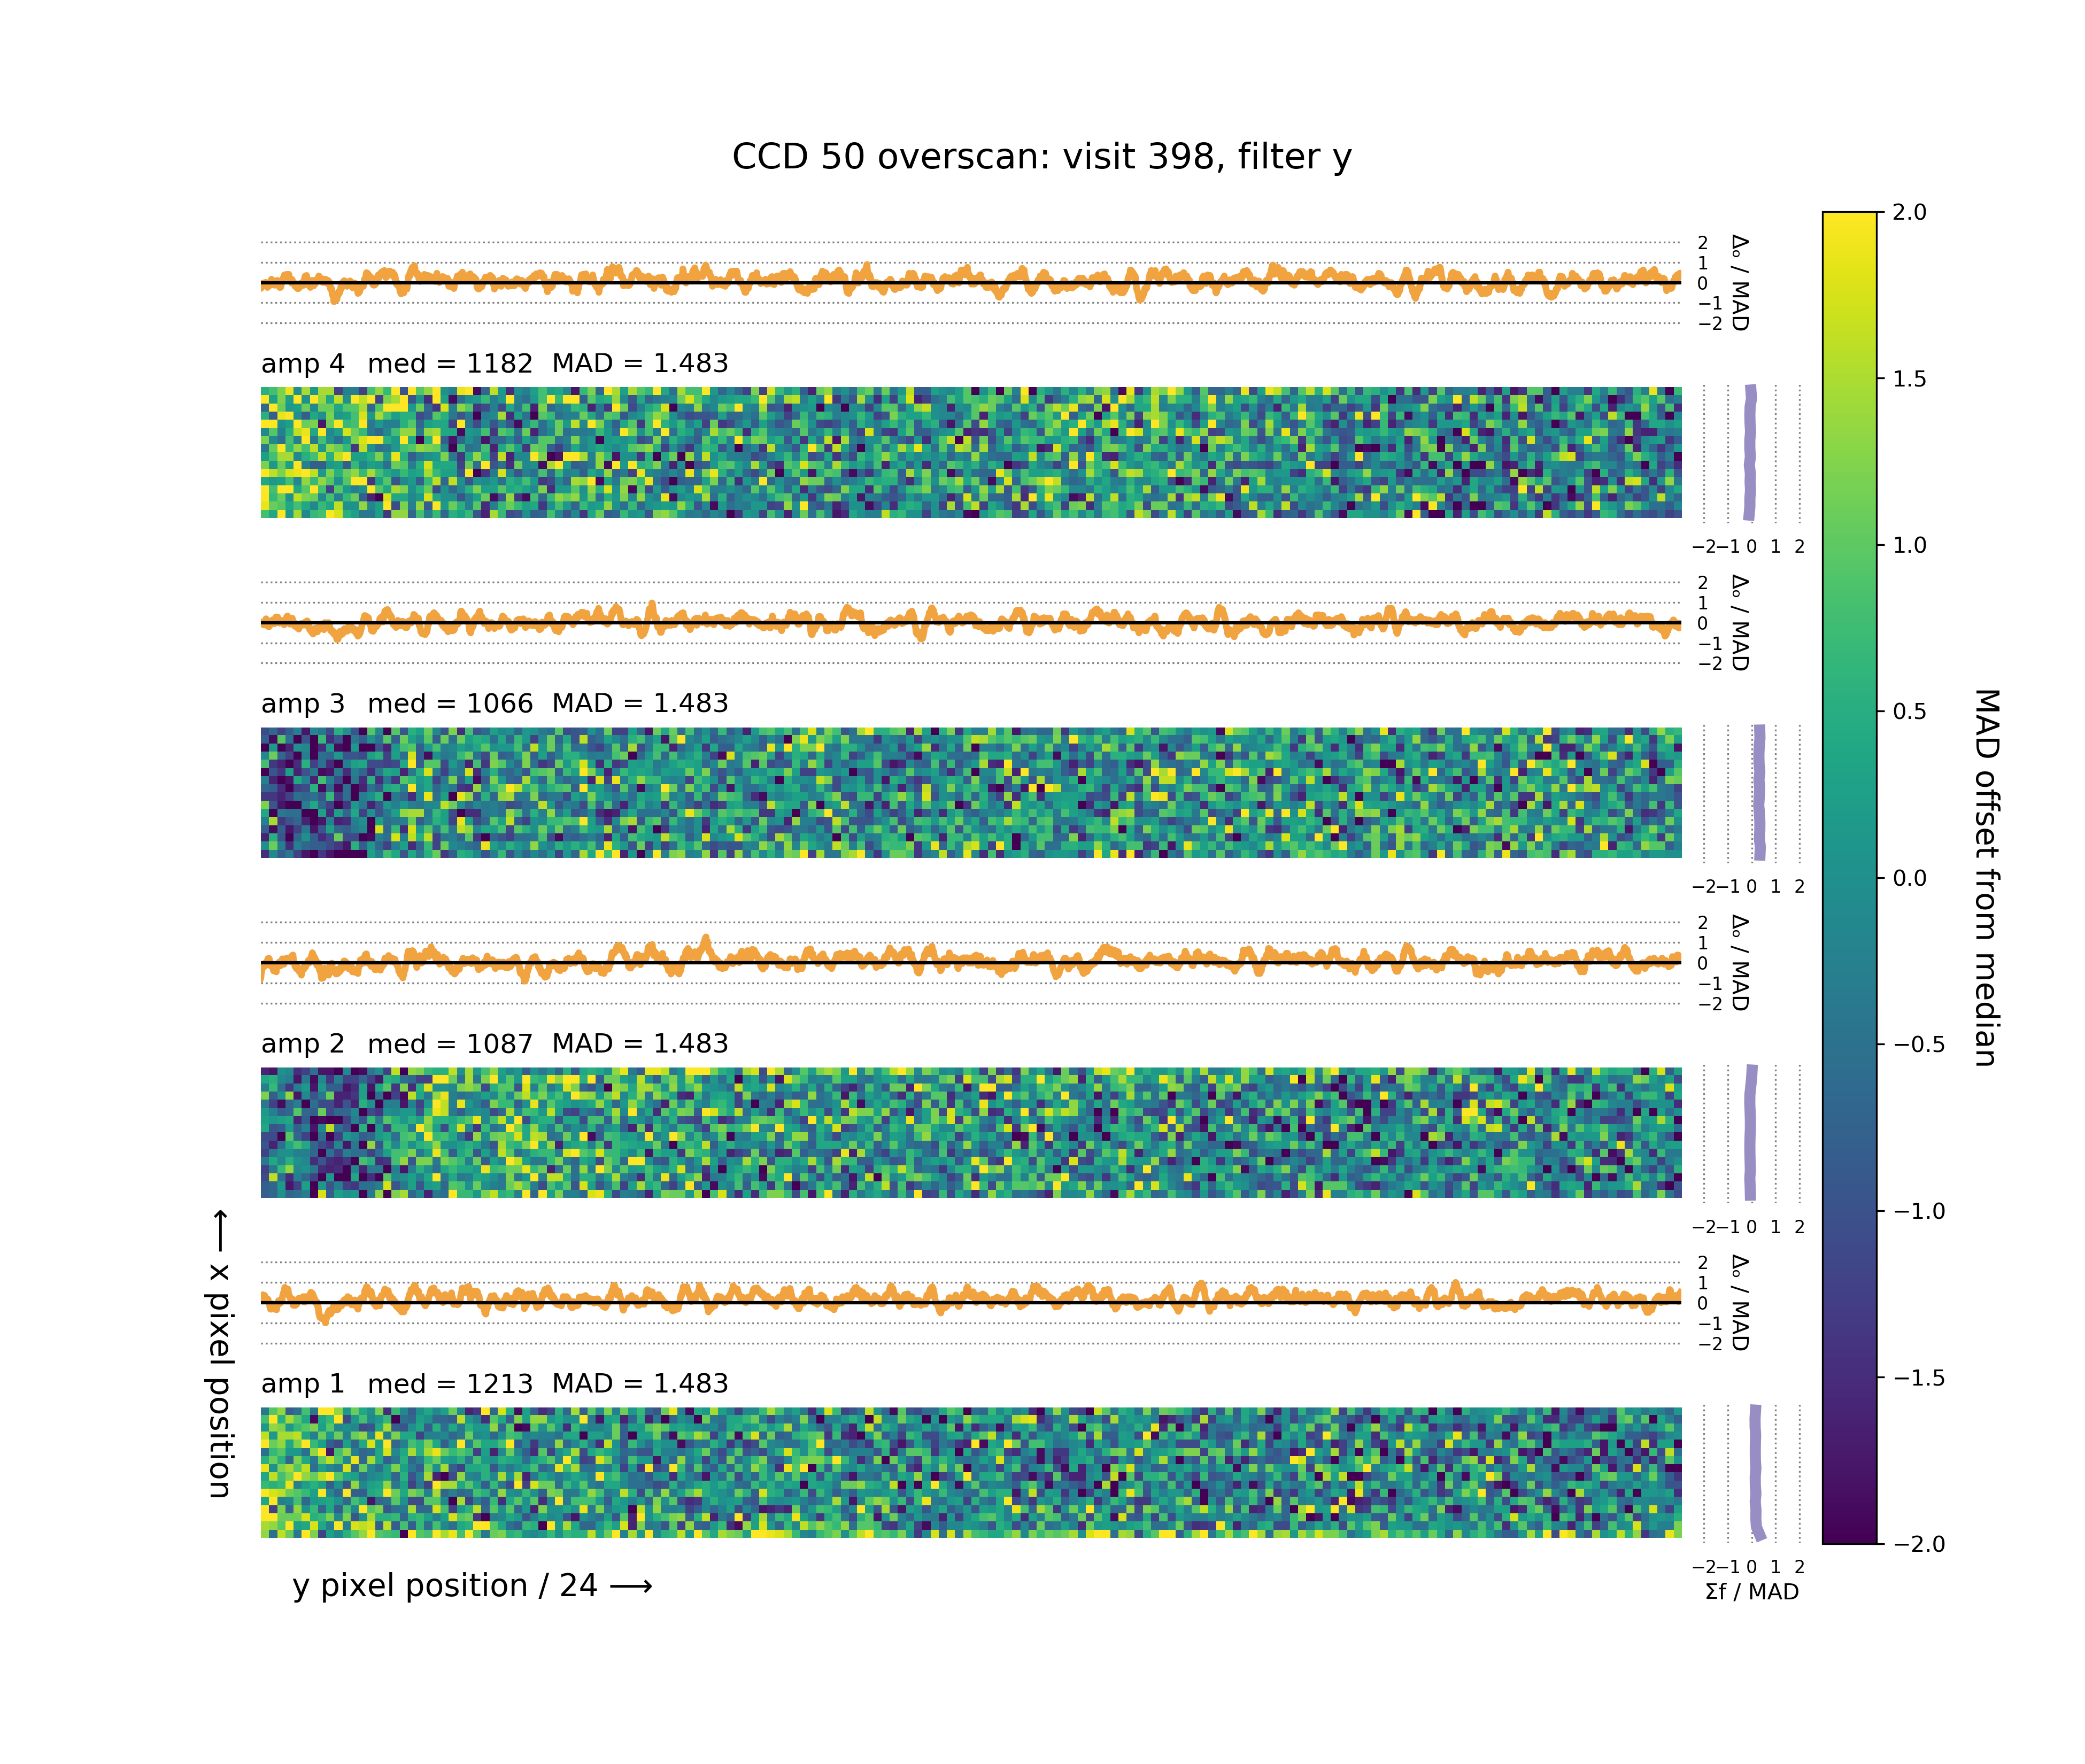 CCD 50 overscan: visit 398, filter y
2
1
0
−1
−2
Δₒ / MAD
amp 4 med = 1182 MAD = 1.483
−2 −1 0 1 2
2
1
0
−1
−2
Δₒ / MAD
amp 3 med = 1066 MAD = 1.483
−2 −1 0 1 2
2
1
0
−1
−2
Δₒ / MAD
amp 2 med = 1087 MAD = 1.483
−2 −1 0 1 2
2
1
0
−1
−2
Δₒ / MAD
amp 1 med = 1213 MAD = 1.483
−2 −1 0 1 2
Σf / MAD
⟵ x pixel position
y pixel position / 24 ⟶
2.0
1.5
1.0
0.5
0.0
−0.5
−1.0
−1.5
−2.0
MAD offset from median